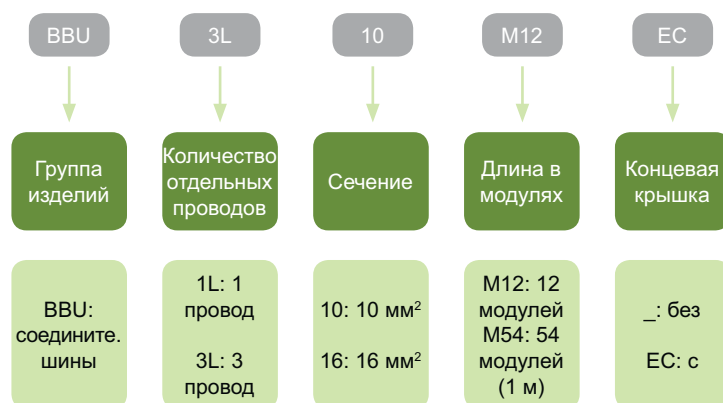 BBU
3L
10
M12
EC
Группа
изделий
Количество
отдельных
проводов
Сечение
Длина в
модулях
Концевая
крышка
BBU:
соедините.
шины
1L: 1
провод
3L: 3
провод
10: 10 мм²
16: 16 мм²
M12: 12
модулей
M54: 54
модулей
(1 м)
_: без
EC: с